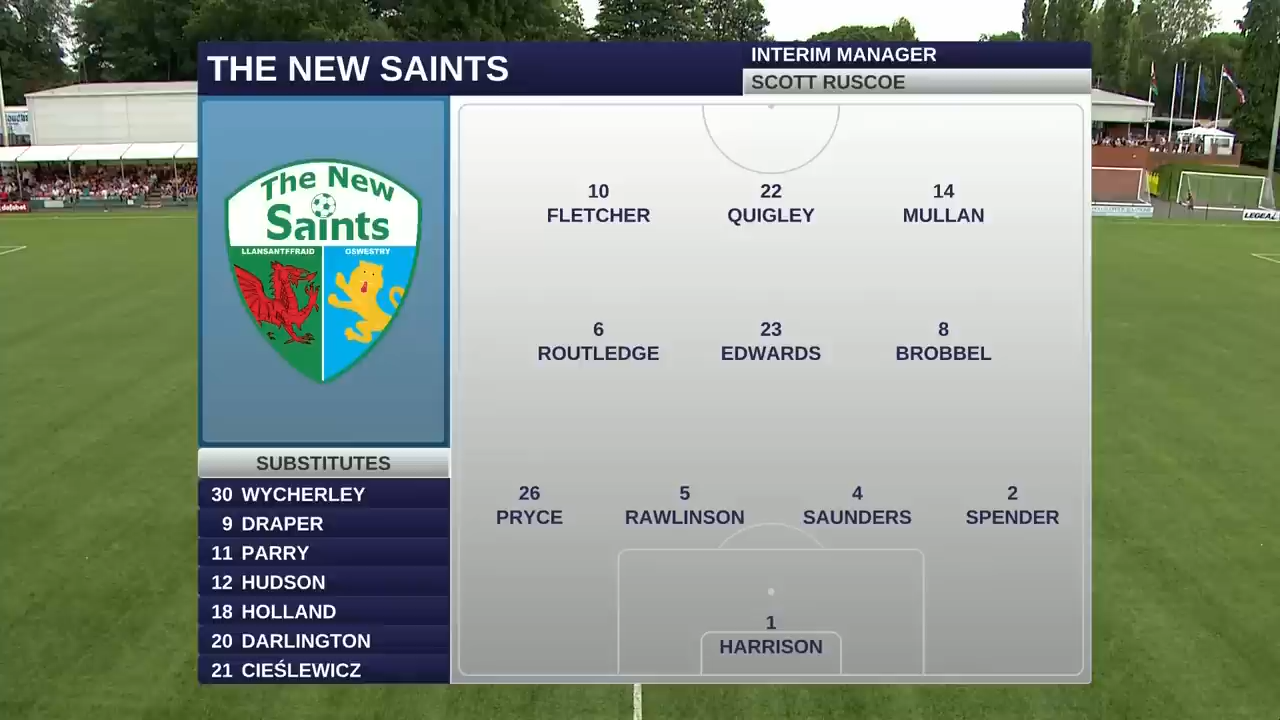 THE NEW SAINTS
INTERIM MANAGER
SCOTT RUSCOE
The New
Saints
LLANSANTFFRAID
OSWESTRY
10
FLETCHER
22
QUIGLEY
14
MULLAN
6
ROUTLEDGE
23
EDWARDS
8
BROBBEL
26
PRYCE
5
RAWLINSON
4
SAUNDERS
2
SPENDER
1
HARRISON
SUBSTITUTES
30 WYCHERLEY
9 DRAPER
11 PARRY
12 HUDSON
18 HOLLAND
20 DARLINGTON
21 CIEŚLEWICZ
dafabet
LEGEA